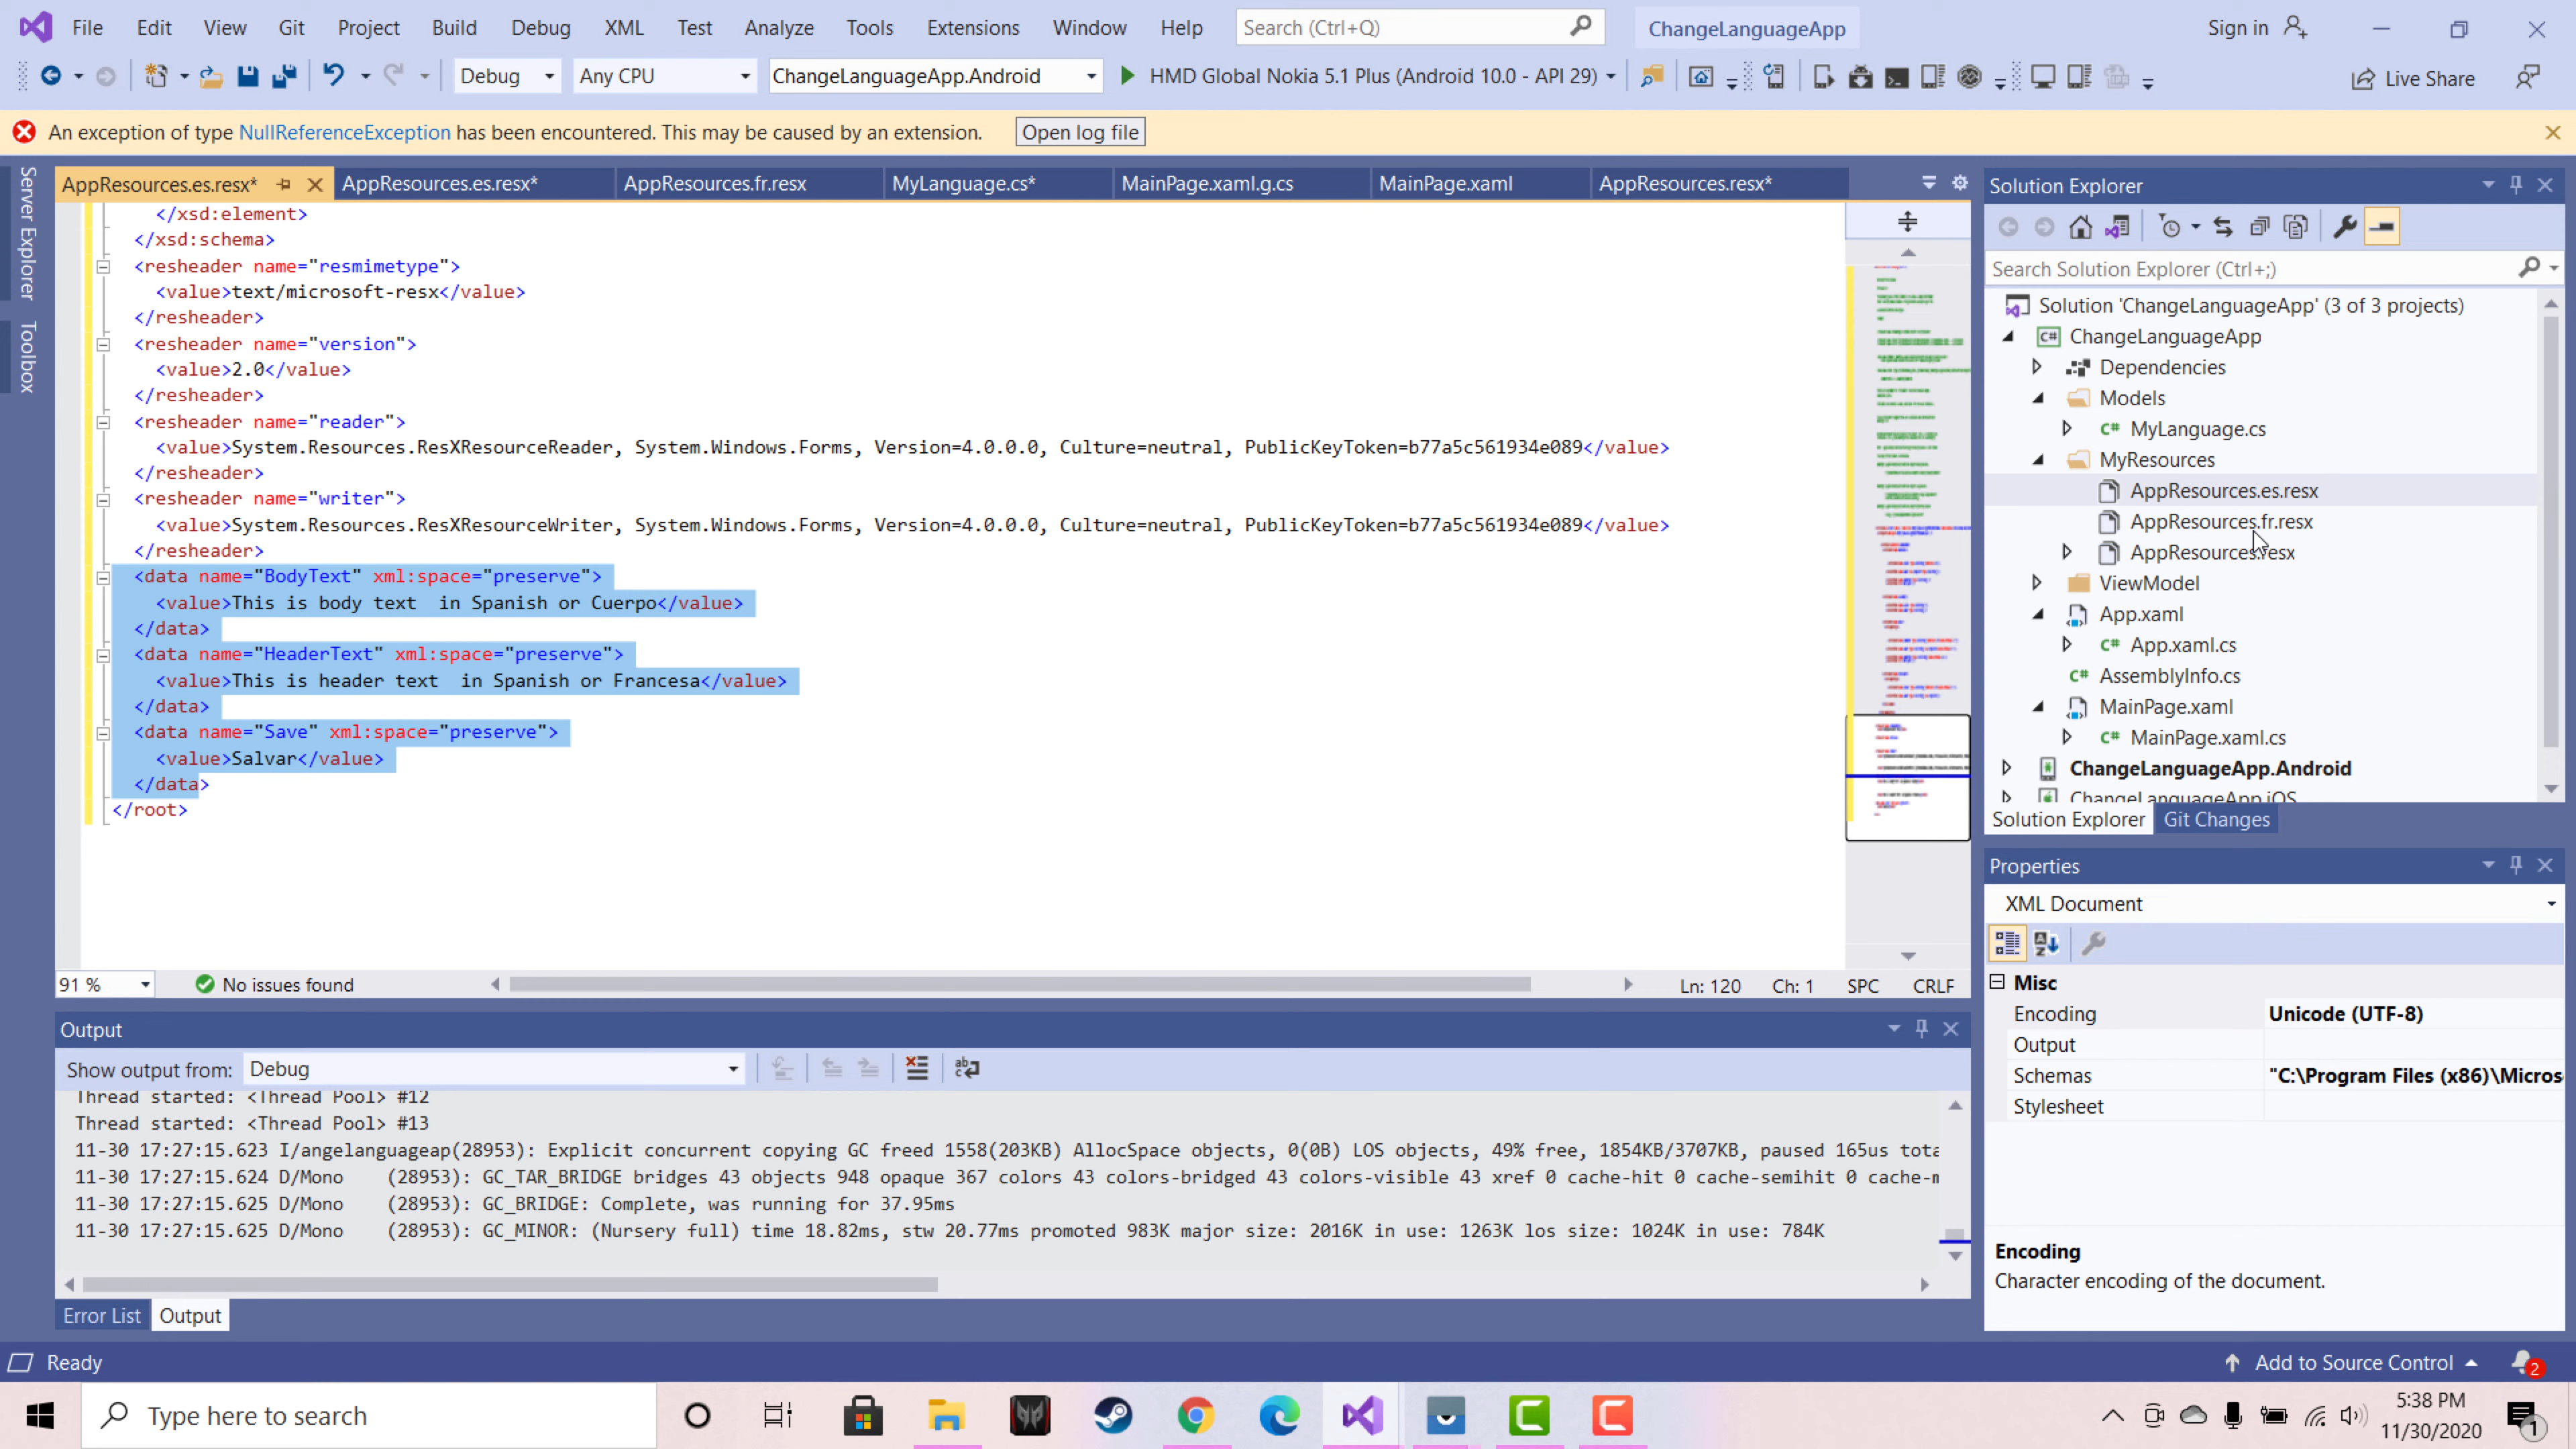 File Edit View Git Project Build Debug XML Test Analyze Tools Extensions Window Help Search (Ctrl+Q) ChangeLanguageApp Sign in
Debug Any CPU ChangeLanguageApp.Android HMD Global Nokia 5.1 Plus (Android 10.0 - API 29) Live Share
An exception of type NullReferenceException has been encountered. This may be caused by an extension. Open log file
Server Explorer
Toolbox
AppResources.es.resx* AppResources.es.resx* AppResources.fr.resx MyLanguage.cs* MainPage.xaml.g.cs MainPage.xaml AppResources.resx*
</xsd:element>
</xsd:schema>
<resheader name="resmimetype">
<value>text/microsoft-resx</value>
</resheader>
<resheader name="version">
<value>2.0</value>
</resheader>
<resheader name="reader">
<value>System.Resources.ResXResourceReader, System.Windows.Forms, Version=4.0.0.0, Culture=neutral, PublicKeyToken=b77a5c561934e089</value>
</resheader>
<resheader name="writer">
<value>System.Resources.ResXResourceWriter, System.Windows.Forms, Version=4.0.0.0, Culture=neutral, PublicKeyToken=b77a5c561934e089</value>
</resheader>
<data name="BodyText" xml:space="preserve">
<value>This is body text  in Spanish or Cuerpo</value>
</data>
<data name="HeaderText" xml:space="preserve">
<value>This is header text  in Spanish or Francesa</value>
</data>
<data name="Save" xml:space="preserve">
<value>Salvar</value>
</data>
</root>
91 % No issues found Ln: 120 Ch: 1 SPC CRLF
Output
Show output from: Debug
Thread started: <Thread Pool> #12
Thread started: <Thread Pool> #13
11-30 17:27:15.623 I/angelanguageap(28953): Explicit concurrent copying GC freed 1558(203KB) AllocSpace objects, 0(0B) LOS objects, 49% free, 1854KB/3707KB, paused 165us tota
11-30 17:27:15.624 D/Mono    (28953): GC_TAR_BRIDGE bridges 43 objects 948 opaque 367 colors 43 colors-bridged 43 colors-visible 43 xref 0 cache-hit 0 cache-semihit 0 cache-m
11-30 17:27:15.625 D/Mono    (28953): GC_BRIDGE: Complete, was running for 37.95ms
11-30 17:27:15.625 D/Mono    (28953): GC_MINOR: (Nursery full) time 18.82ms, stw 20.77ms promoted 983K major size: 2016K in use: 1263K los size: 1024K in use: 784K
Error List Output
Solution Explorer
Search Solution Explorer (Ctrl+;)
Solution 'ChangeLanguageApp' (3 of 3 projects)
ChangeLanguageApp
Dependencies
Models
C# MyLanguage.cs
MyResources
AppResources.es.resx
AppResources.fr.resx
AppResources.resx
ViewModel
App.xaml
C# App.xaml.cs
C# AssemblyInfo.cs
MainPage.xaml
C# MainPage.xaml.cs
ChangeLanguageApp.Android
ChangeLanguageApp.iOS
Solution Explorer Git Changes
Properties
XML Document
Misc
Encoding Unicode (UTF-8)
Output
Schemas "C:\Program Files (x86)\Micros
Stylesheet
Encoding
Character encoding of the document.
Ready Add to Source Control 2
Type here to search
5:38 PM
11/30/2020
1